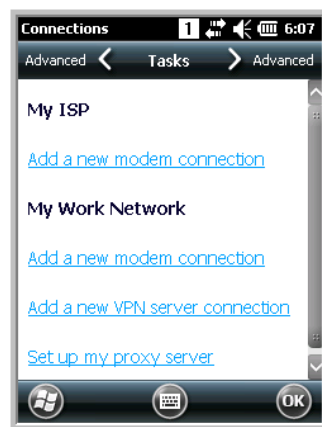 Connections 1 6:07
Advanced Tasks Advanced
My ISP
Add a new modem connection
My Work Network
Add a new modem connection
Add a new VPN server connection
Set up my proxy server
OK